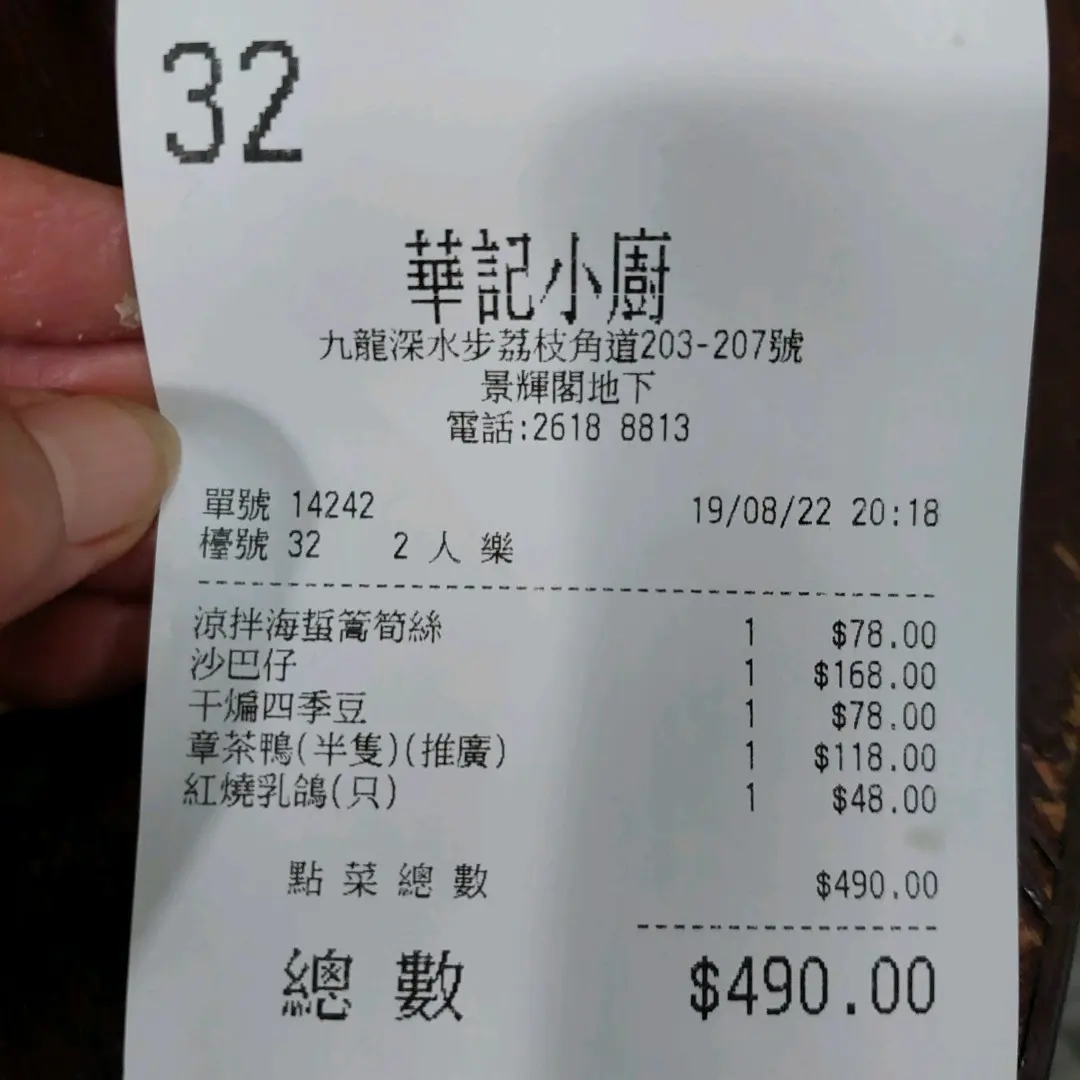 32
華記小廚
九龍深水步荔枝角道203-207號
景輝閣地下
電話:2618 8813
單號 14242 19/08/22 20:18
檯號 32 2 人 樂
涼拌海蜇萵筍絲 1 $78.00
沙巴仔 1 $168.00
干煸四季豆 1 $78.00
章茶鴨(半隻)(推廣) 1 $118.00
紅燒乳鴿(只) 1 $48.00
點菜總數 $490.00
總數 $490.00